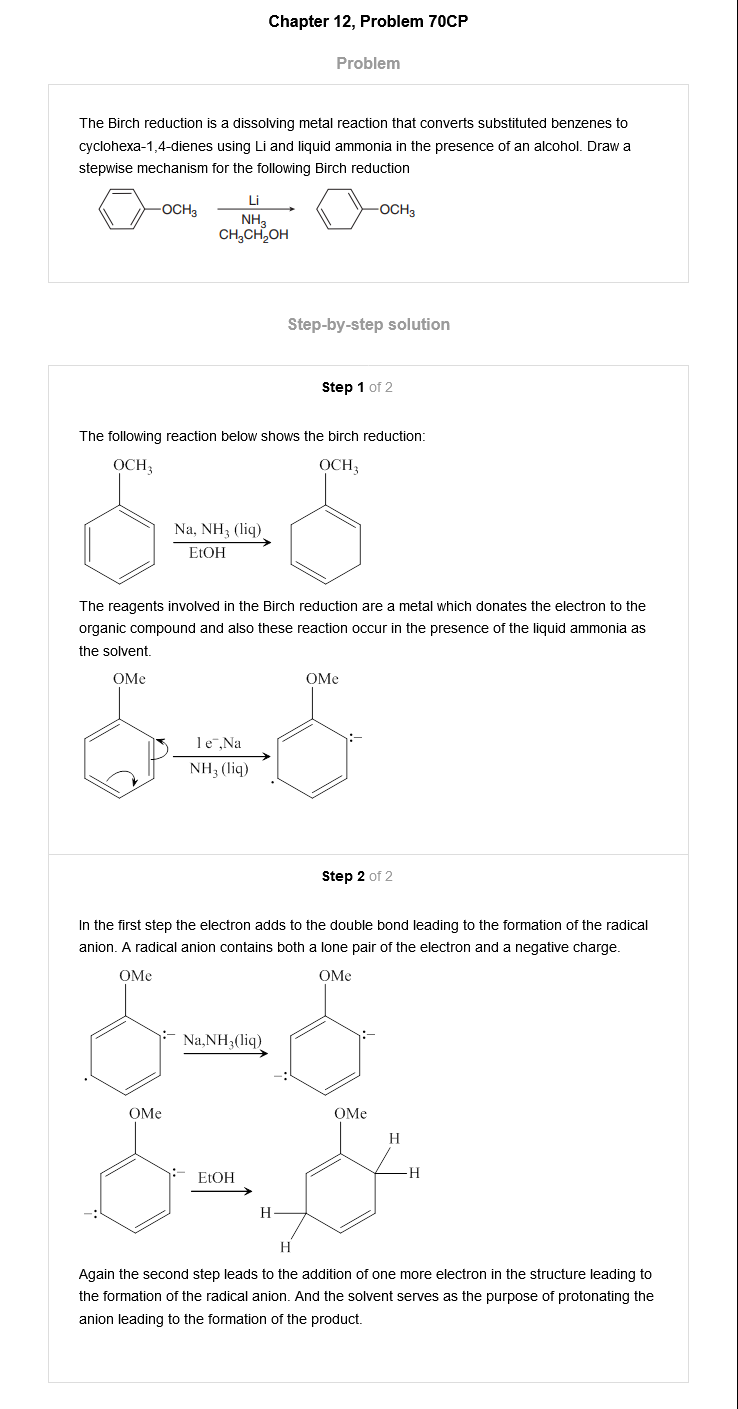 Chapter 12, Problem 70CP
Problem
The Birch reduction is a dissolving metal reaction that converts substituted benzenes to
cyclohexa-1,4-dienes using Li and liquid ammonia in the presence of an alcohol. Draw a
stepwise mechanism for the following Birch reduction
OCH₃
Li
NH₃
CH₃CH₂OH
OCH₃
Step-by-step solution
Step 1 of 2
The following reaction below shows the birch reduction:
OCH₃
OCH₃
Na, NH₃ (liq)
EtOH
The reagents involved in the Birch reduction are a metal which donates the electron to the
organic compound and also these reaction occur in the presence of the liquid ammonia as
the solvent.
OMe
OMe
:−
1 e⁻,Na
NH₃ (liq)
.
Step 2 of 2
In the first step the electron adds to the double bond leading to the formation of the radical
anion. A radical anion contains both a lone pair of the electron and a negative charge.
OMe
OMe
:−
:−
Na,NH₃(liq)
.
−:
OMe
OMe
H
:−
EtOH
H
−:
H
H
Again the second step leads to the addition of one more electron in the structure leading to
the formation of the radical anion. And the solvent serves as the purpose of protonating the
anion leading to the formation of the product.